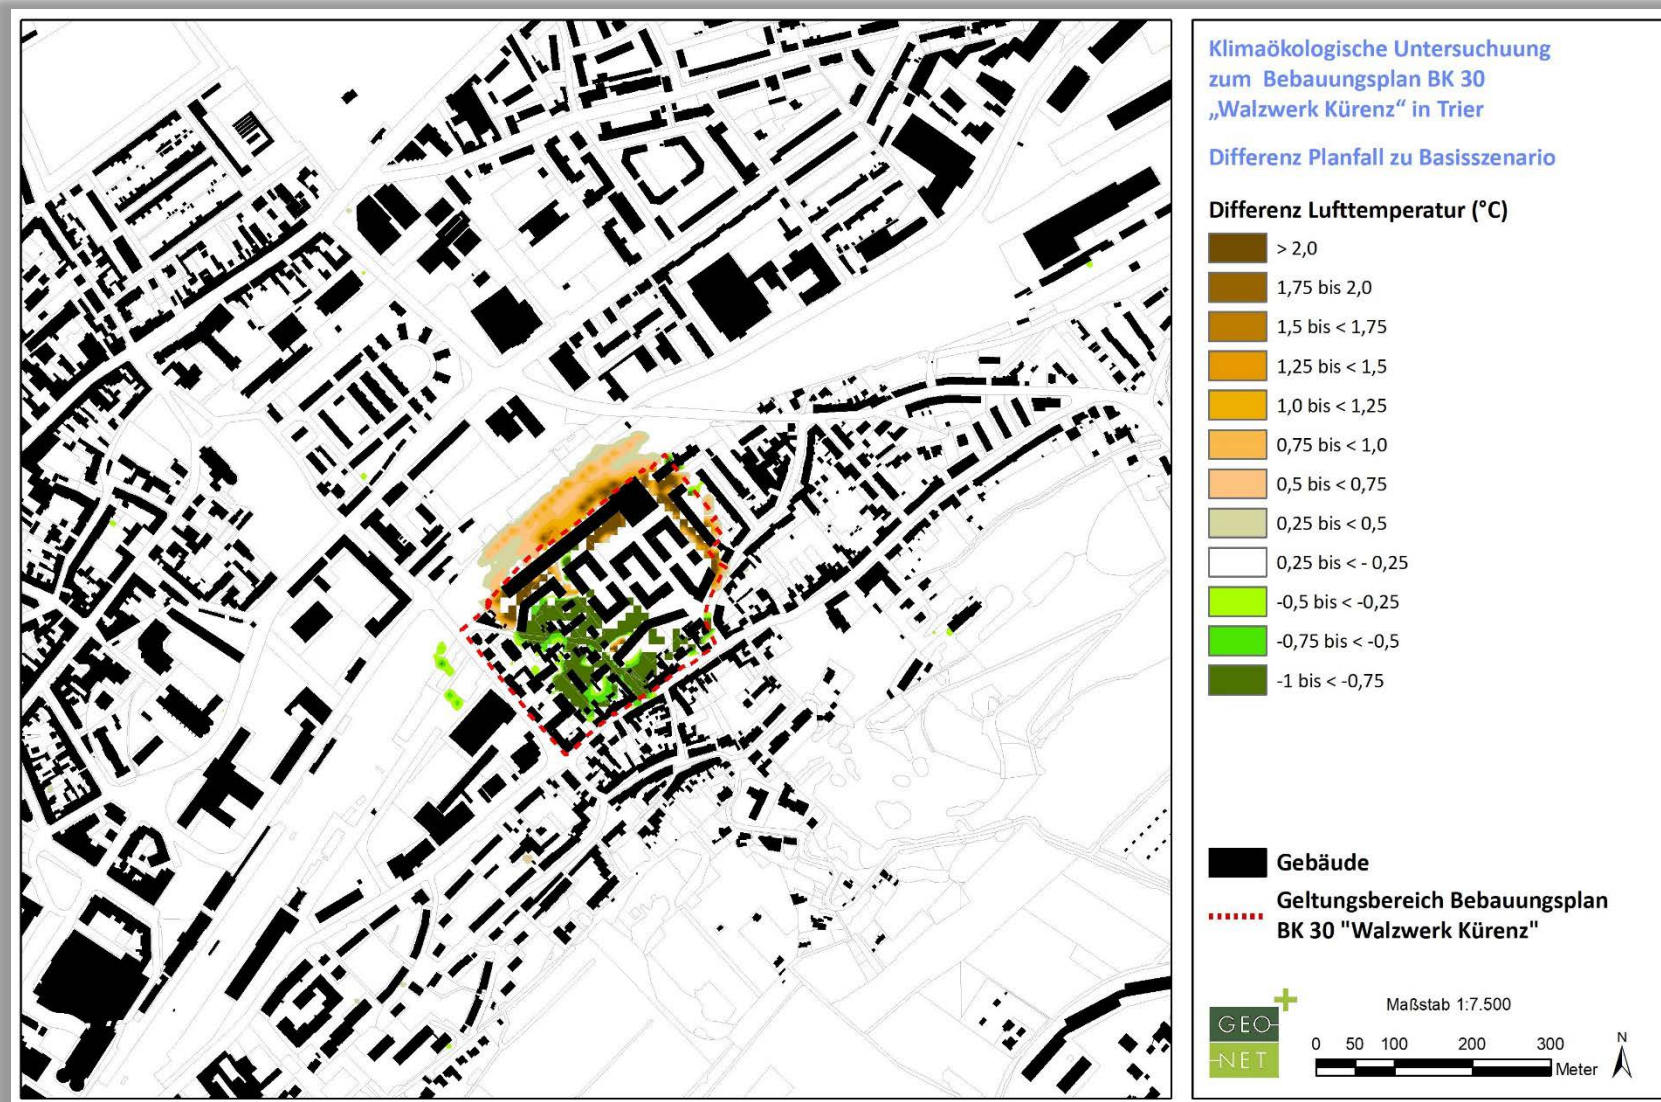 Klimaökologische Untersuchuung
zum Bebauungsplan BK 30
„Walzwerk Kürenz“ in Trier
Differenz Planfall zu Basisszenario
Differenz Lufttemperatur (°C)
> 2,0
1,75 bis 2,0
1,5 bis < 1,75
1,25 bis < 1,5
1,0 bis < 1,25
0,75 bis < 1,0
0,5 bis < 0,75
0,25 bis < 0,5
0,25 bis < - 0,25
-0,5 bis < -0,25
-0,75 bis < -0,5
-1 bis < -0,75
Gebäude
Geltungsbereich Bebauungsplan
BK 30 "Walzwerk Kürenz"
GEO
NET
Maßstab 1:7.500
0 50 100 200 300
Meter
N